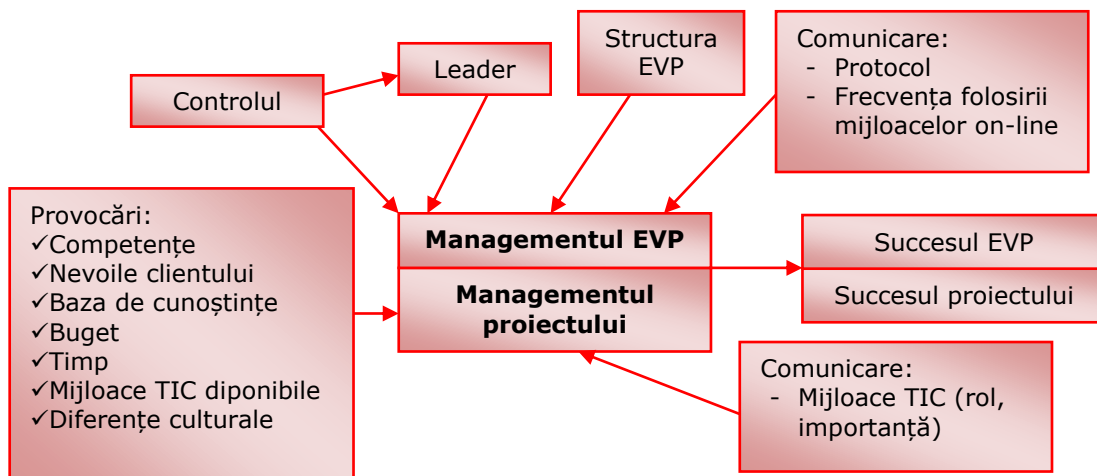 Controlul
Leader
Structura
EVP
Comunicare:
- Protocol
- Frecvența folosirii
mijloacelor on-line
Provocări:
✓Competențe
✓Nevoile clientului
✓Baza de cunoștințe
✓Buget
✓Timp
✓Mijloace TIC diponibile
✓Diferențe culturale
Managementul EVP
Managementul
proiectului
Succesul EVP
Succesul proiectului
Comunicare:
- Mijloace TIC (rol,
importanță)